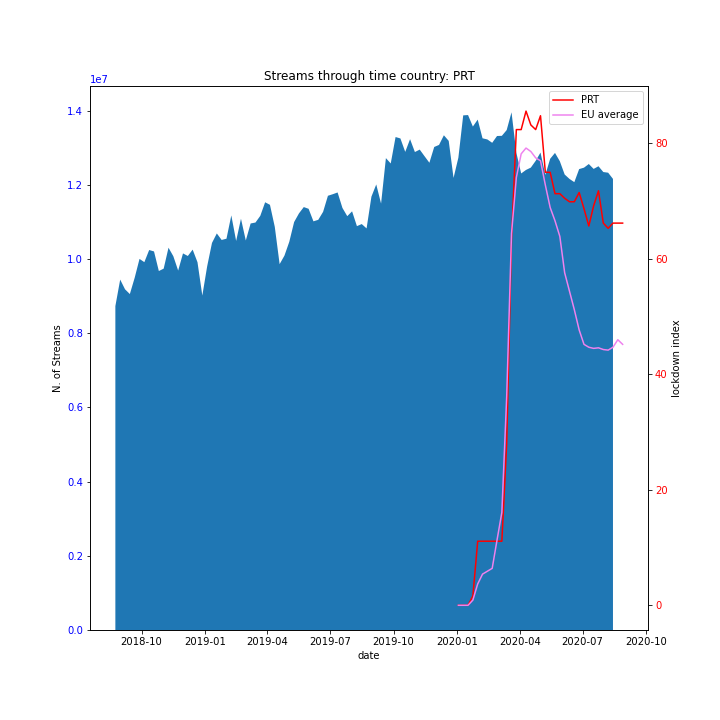 Streams through time country: PRT
1e7
PRT
EU average
1.4
1.2
1.0
0.8
0.6
0.4
0.2
0.0
N. of Streams
80
60
40
20
0
lockdown index
2018-10 2019-01 2019-04 2019-07 2019-10 2020-01 2020-04 2020-07 2020-10
date